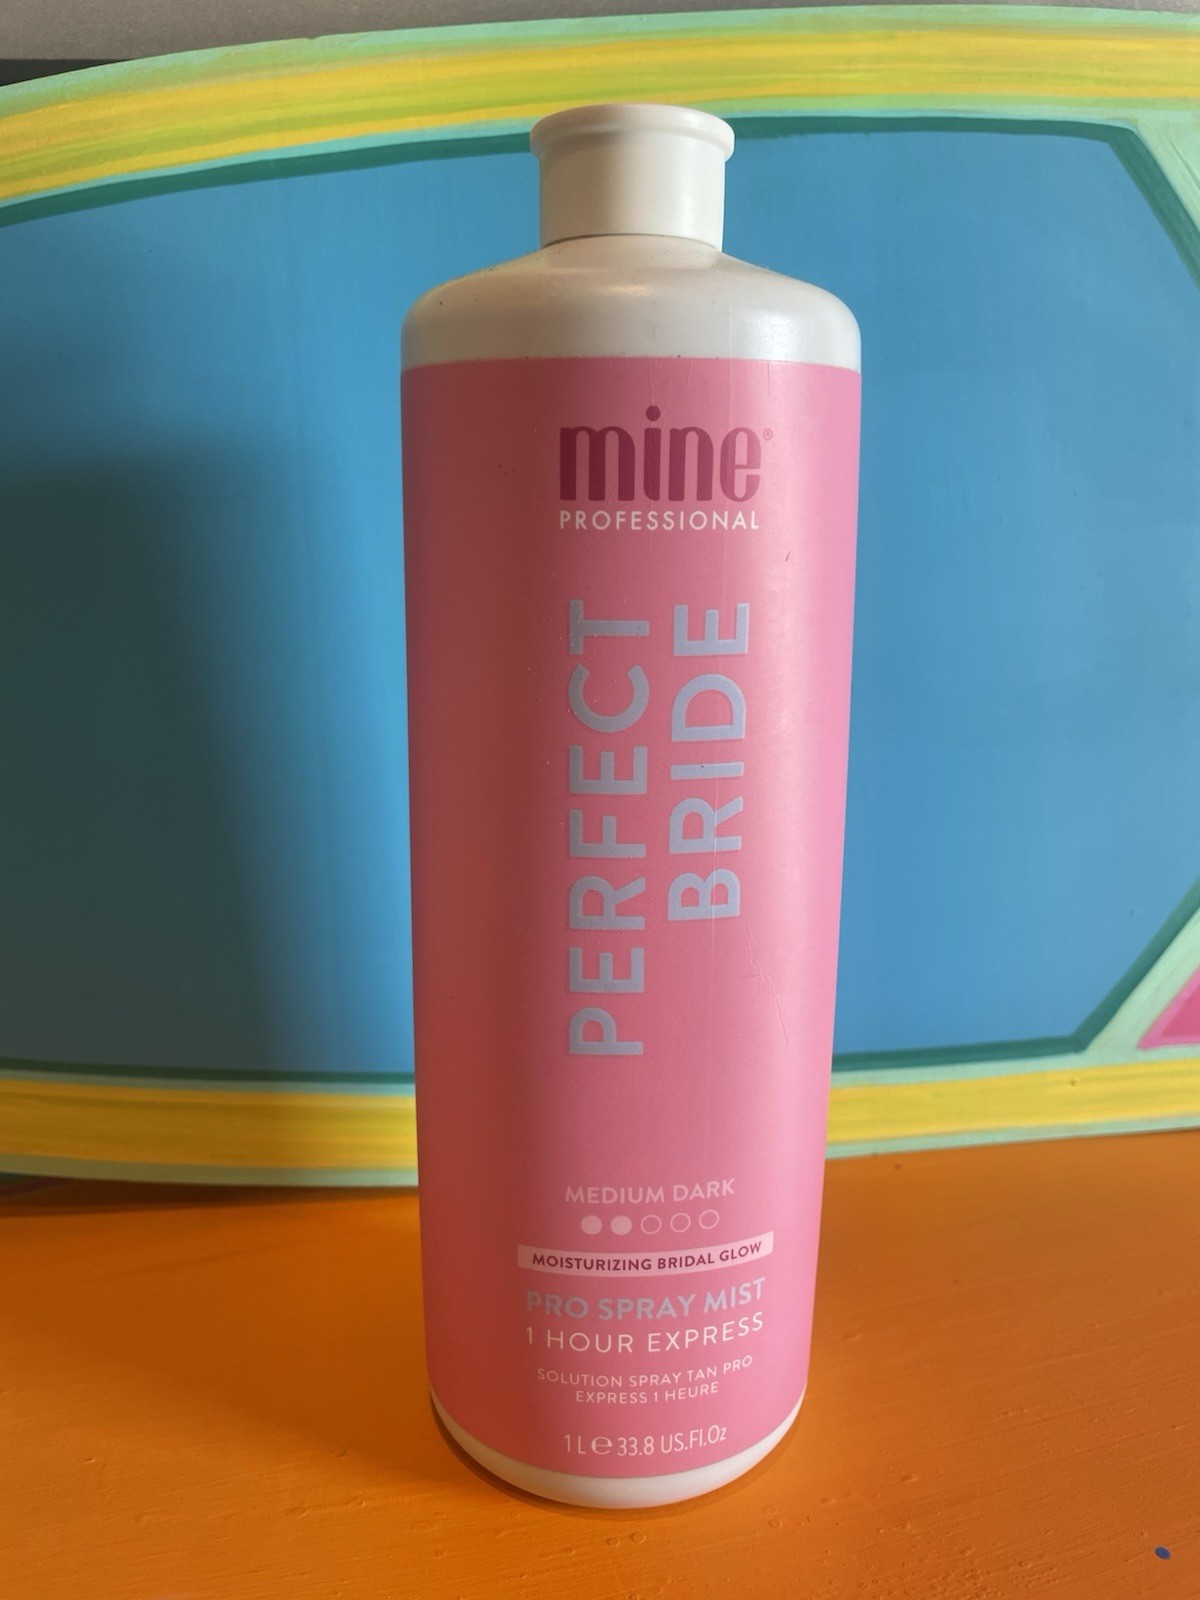 mine®
PROFESSIONAL
PERFECT
BRIDE
MEDIUM DARK
MOISTURIZING BRIDAL GLOW
PRO SPRAY MIST
1 HOUR EXPRESS
SOLUTION SPRAY TAN PRO
EXPRESS 1 HEURE
1 L ℮ 33.8 US.Fl.Oz